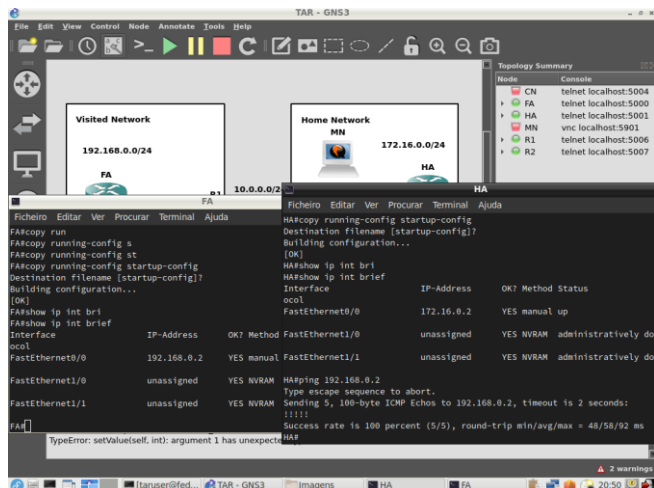 TAR - GNS3
File Edit View Control Node Annotate Tools Help
Topology Summary
Node Console
CN telnet localhost:5004
FA telnet localhost:5000
HA telnet localhost:5001
MN vnc localhost:5901
R1 telnet localhost:5006
R2 telnet localhost:5007
Visited Network
192.168.0.0/24
FA
R1
10.0.0.0/2
Home Network
MN
172.16.0.0/24
HA
FA
Ficheiro Editar Ver Procurar Terminal Ajuda
FA#copy run
FA#copy running-config s
FA#copy running-config st
FA#copy running-config startup-config
Destination filename [startup-config]?
Building configuration...
[OK]
FA#show ip int bri
FA#show ip int brief
Interface IP-Address OK? Method
ocol
FastEthernet0/0 192.168.0.2 YES manual
FastEthernet1/0 unassigned YES NVRAM
FastEthernet1/1 unassigned YES NVRAM
FA#
HA
Ficheiro Editar Ver Procurar Terminal Ajuda
HA#copy running-config startup-config
Destination filename [startup-config]?
Building configuration...
[OK]
HA#show ip int bri
HA#show ip int brief
Interface IP-Address OK? Method Status
ocol
FastEthernet0/0 172.16.0.2 YES manual up
FastEthernet1/0 unassigned YES NVRAM administratively do
FastEthernet1/1 unassigned YES NVRAM administratively do
HA#ping 192.168.0.2
Type escape sequence to abort.
Sending 5, 100-byte ICMP Echos to 192.168.0.2, timeout is 2 seconds:
!!!!!
Success rate is 100 percent (5/5), round-trip min/avg/max = 48/58/92 ms
HA#
TypeError: setValue(self, int): argument 1 has unexpecte
2 warnings
[taruser@fed... TAR - GNS3 Imagens HA FA 20:50